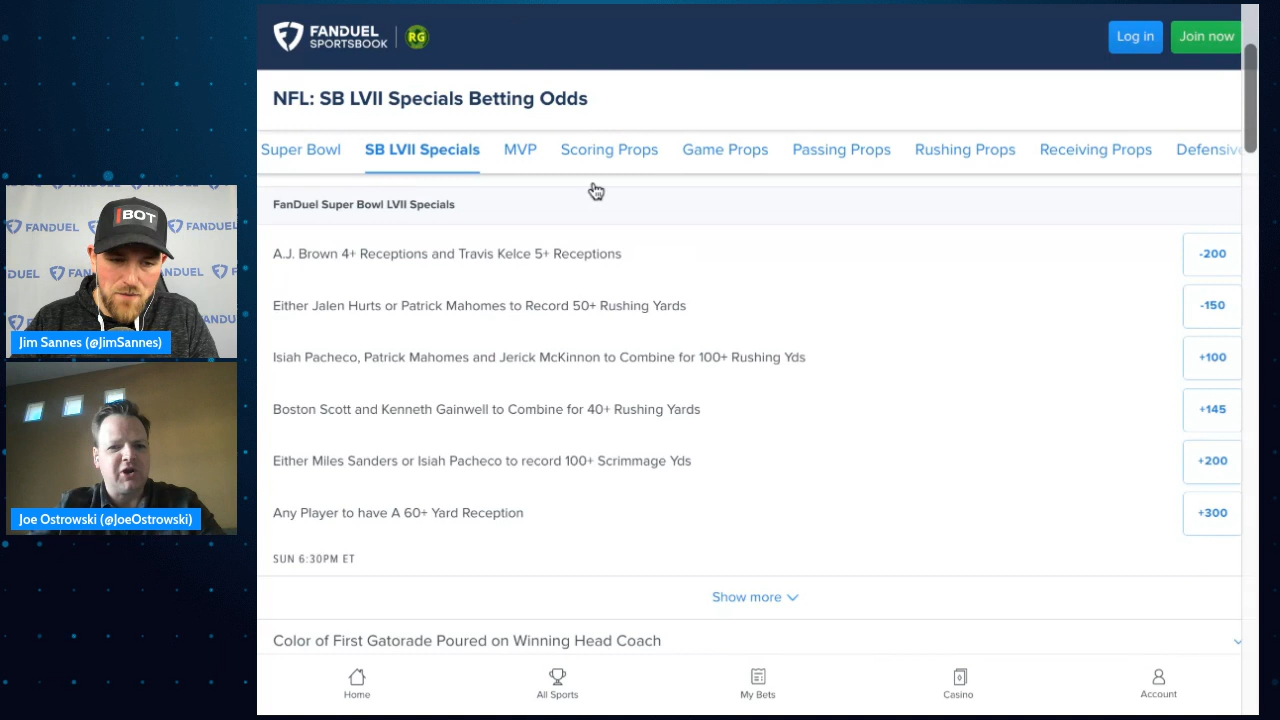 FANDUEL
SPORTSBOOK
RG
Log in
Join now
NFL: SB LVII Specials Betting Odds
Super Bowl
SB LVII Specials
MVP
Scoring Props
Game Props
Passing Props
Rushing Props
Receiving Props
Defensive
FanDuel Super Bowl LVII Specials
A.J. Brown 4+ Receptions and Travis Kelce 5+ Receptions
-200
Either Jalen Hurts or Patrick Mahomes to Record 50+ Rushing Yards
-150
Isiah Pacheco, Patrick Mahomes and Jerick McKinnon to Combine for 100+ Rushing Yds
+100
Boston Scott and Kenneth Gainwell to Combine for 40+ Rushing Yards
+145
Either Miles Sanders or Isiah Pacheco to record 100+ Scrimmage Yds
+200
Any Player to have A 60+ Yard Reception
+300
SUN 6:30PM ET
Show more
Color of First Gatorade Poured on Winning Head Coach
Home
All Sports
My Bets
Casino
Account
FANDUEL
FANDUEL
BOT
DUEL
FANDUEL
Jim Sannes (@JimSannes)
Joe Ostrowski (@JoeOstrowski)